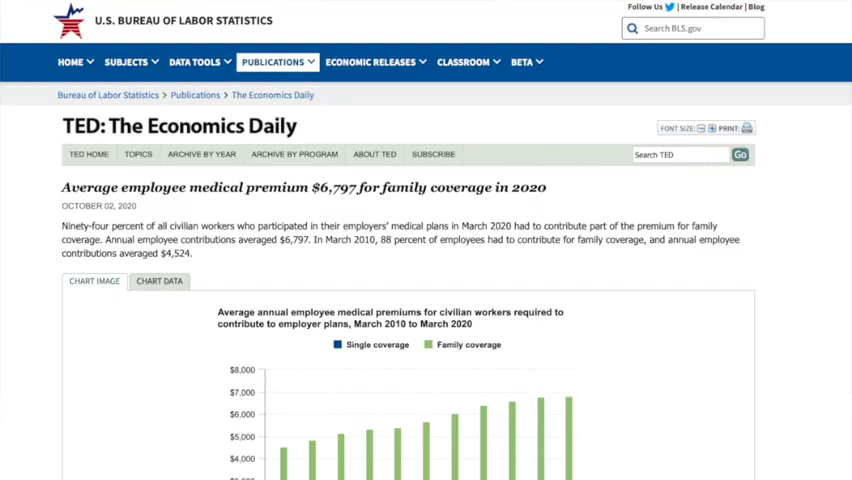 Follow Us | Release Calendar | Blog
U.S. BUREAU OF LABOR STATISTICS
Search BLS.gov
HOME SUBJECTS DATA TOOLS PUBLICATIONS ECONOMIC RELEASES CLASSROOM BETA
Bureau of Labor Statistics > Publications > The Economics Daily
TED: The Economics Daily
FONT SIZE: PRINT:
TED HOME TOPICS ARCHIVE BY YEAR ARCHIVE BY PROGRAM ABOUT TED SUBSCRIBE Search TED Go
Average employee medical premium $6,797 for family coverage in 2020
OCTOBER 02, 2020
Ninety-four percent of all civilian workers who participated in their employers' medical plans in March 2020 had to contribute part of the premium for family
coverage. Annual employee contributions averaged $6,797. In March 2010, 88 percent of employees had to contribute for family coverage, and annual employee
contributions averaged $4,524.
CHART IMAGE CHART DATA
Average annual employee medical premiums for civilian workers required to
contribute to employer plans, March 2010 to March 2020
Single coverage Family coverage
$8,000
$7,000
$6,000
$5,000
$4,000